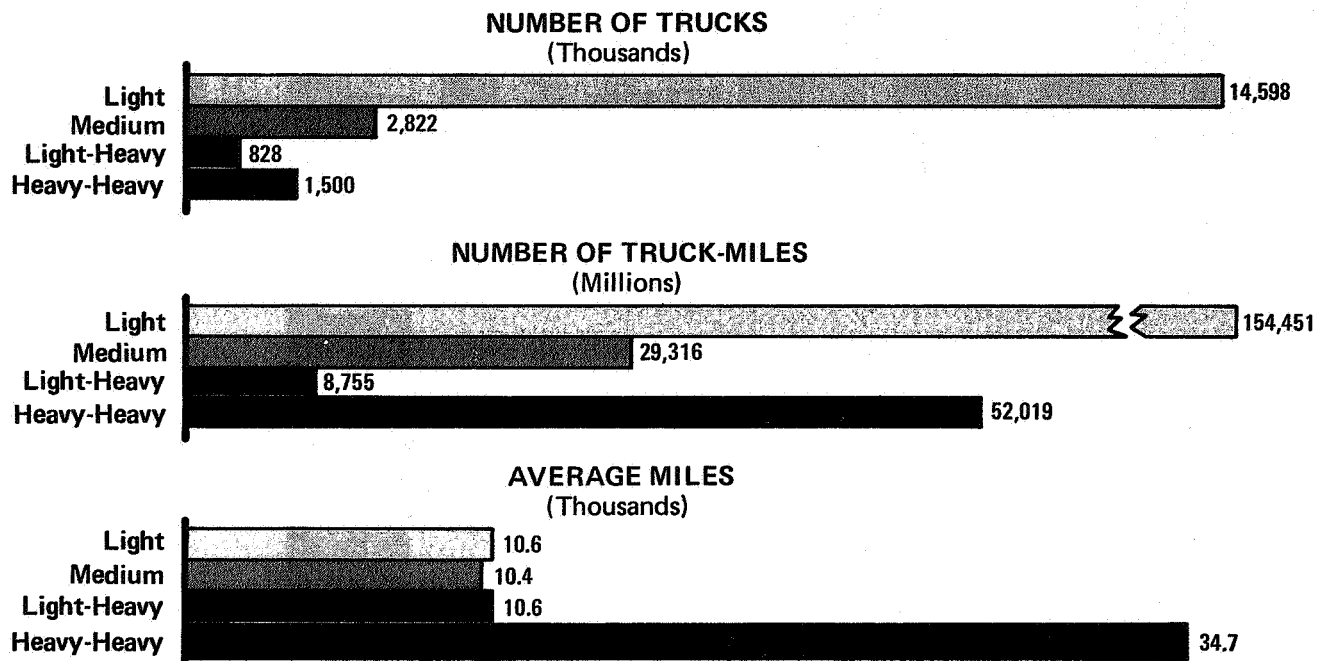 NUMBER OF TRUCKS
(Thousands)
Light 14,598
Medium 2,822
Light-Heavy 828
Heavy-Heavy 1,500
NUMBER OF TRUCK-MILES
(Millions)
Light 154,451
Medium 29,316
Light-Heavy 8,755
Heavy-Heavy 52,019
AVERAGE MILES
(Thousands)
Light 10.6
Medium 10.4
Light-Heavy 10.6
Heavy-Heavy 34.7